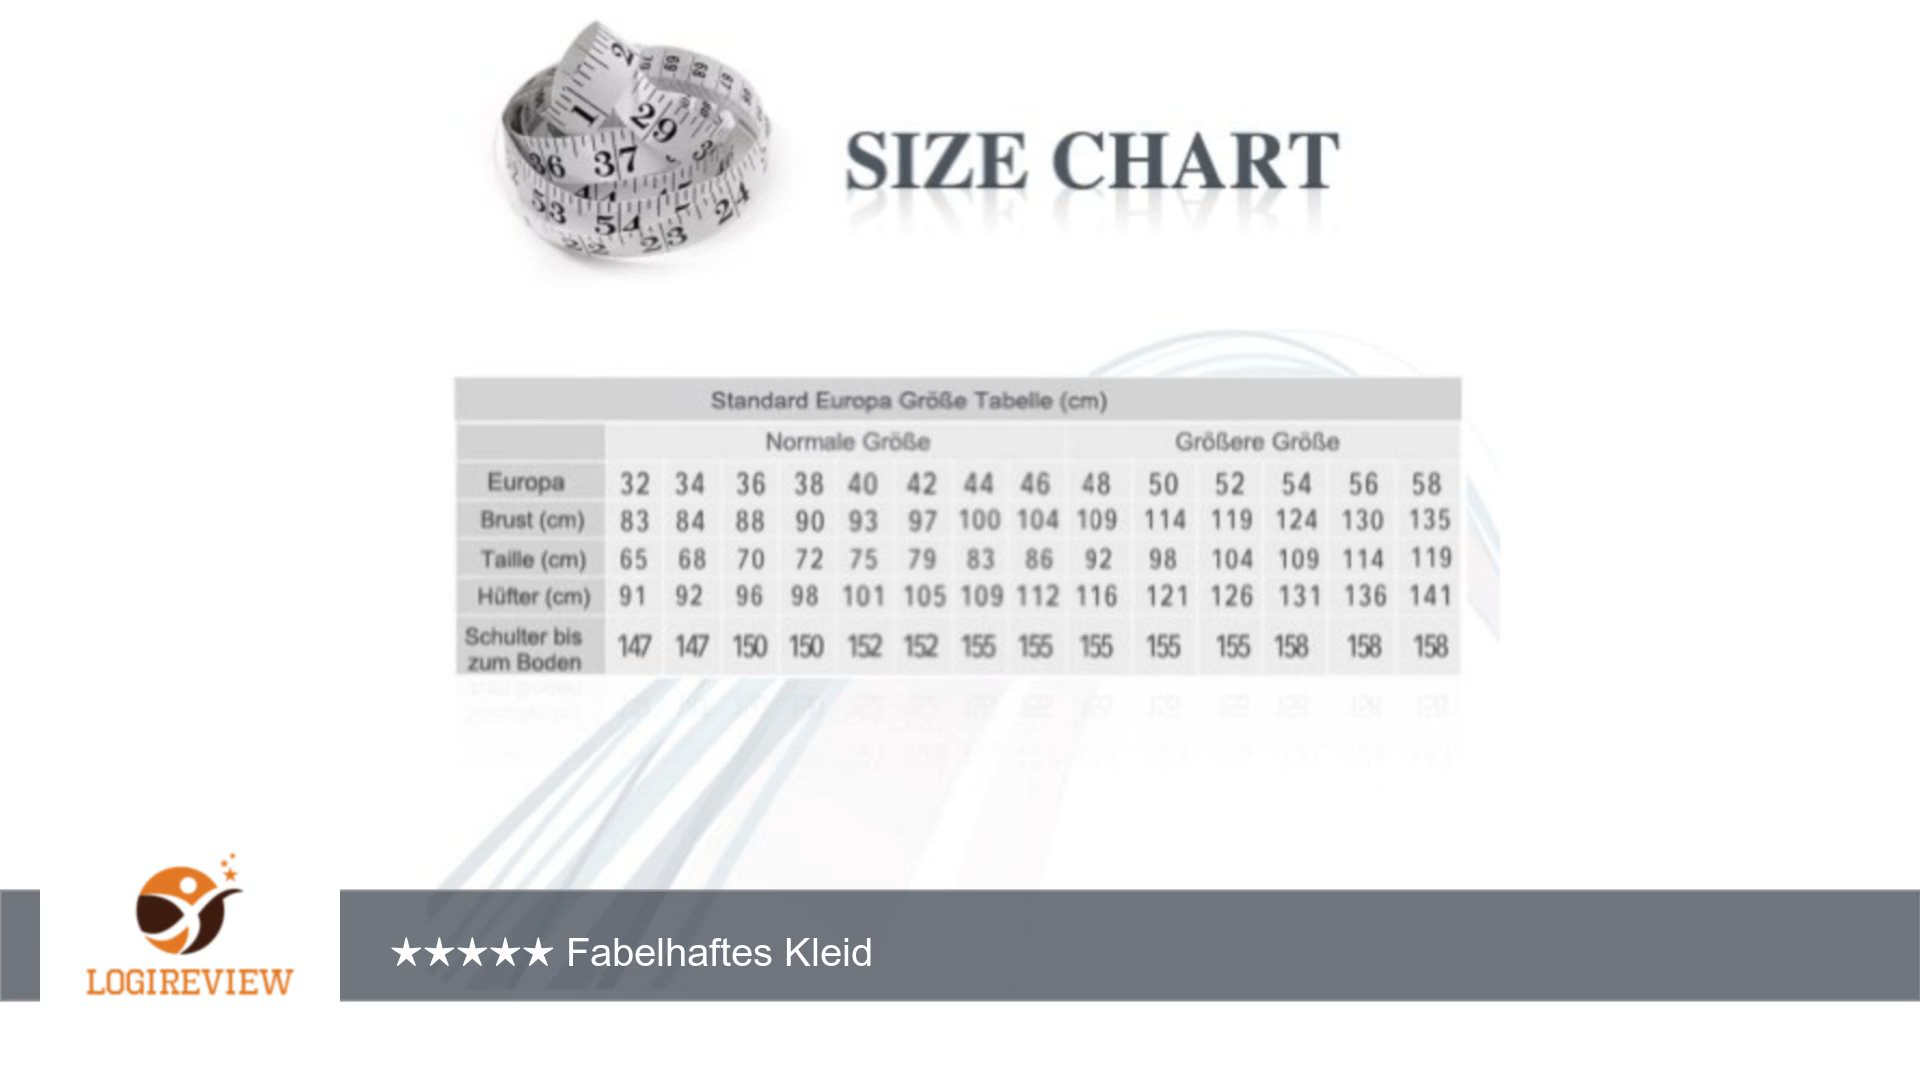 SIZE CHART
Standard Europa Größe Tabelle (cm)
Normale Größe Größere Größe
Europa 32 34 36 38 40 42 44 46 48 50 52 54 56 58
Brust (cm) 83 84 88 90 93 97 100 104 109 114 119 124 130 135
Taille (cm) 65 68 70 72 75 79 83 86 92 98 104 109 114 119
Hüfter (cm) 91 92 96 98 101 105 109 112 116 121 126 131 136 141
Schulter bis
zum Boden 147 147 150 150 152 152 155 155 155 155 155 158 158 158
★★★★★ Fabelhaftes Kleid
LOGIREVIEW